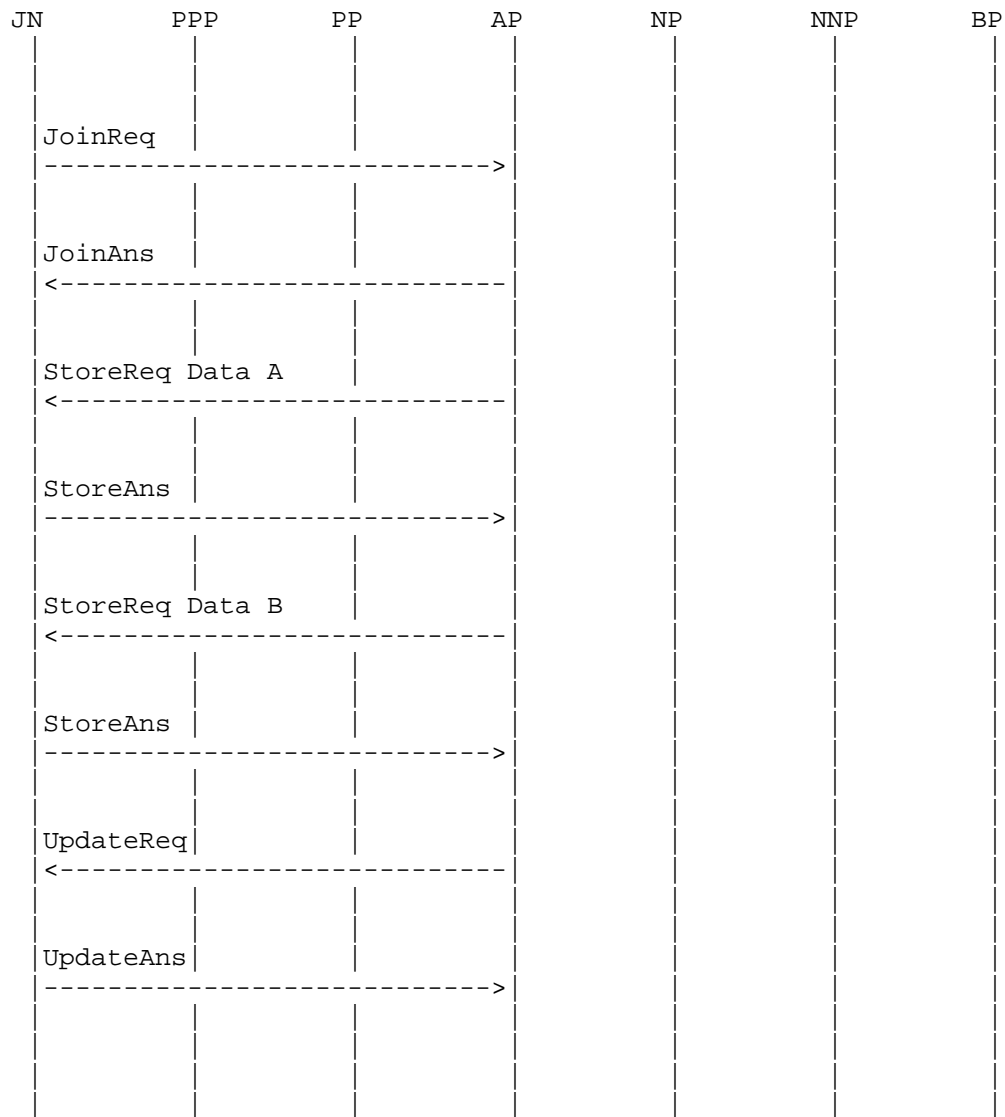 JN PPP PP AP NP NNP BP
JoinReq
JoinAns
StoreReq Data A
StoreAns
StoreReq Data B
StoreAns
UpdateReq
UpdateAns